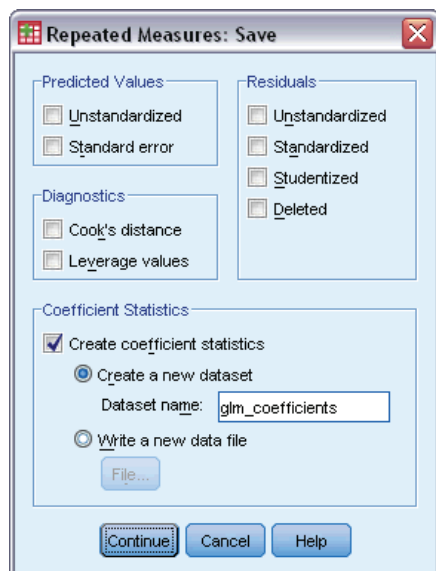 Repeated Measures: Save
Predicted Values
Unstandardized
Standard error
Diagnostics
Cook's distance
Leverage values
Residuals
Unstandardized
Standardized
Studentized
Deleted
Coefficient Statistics
Create coefficient statistics
Create a new dataset
Dataset name: glm_coefficients
Write a new data file
File...
Continue Cancel Help